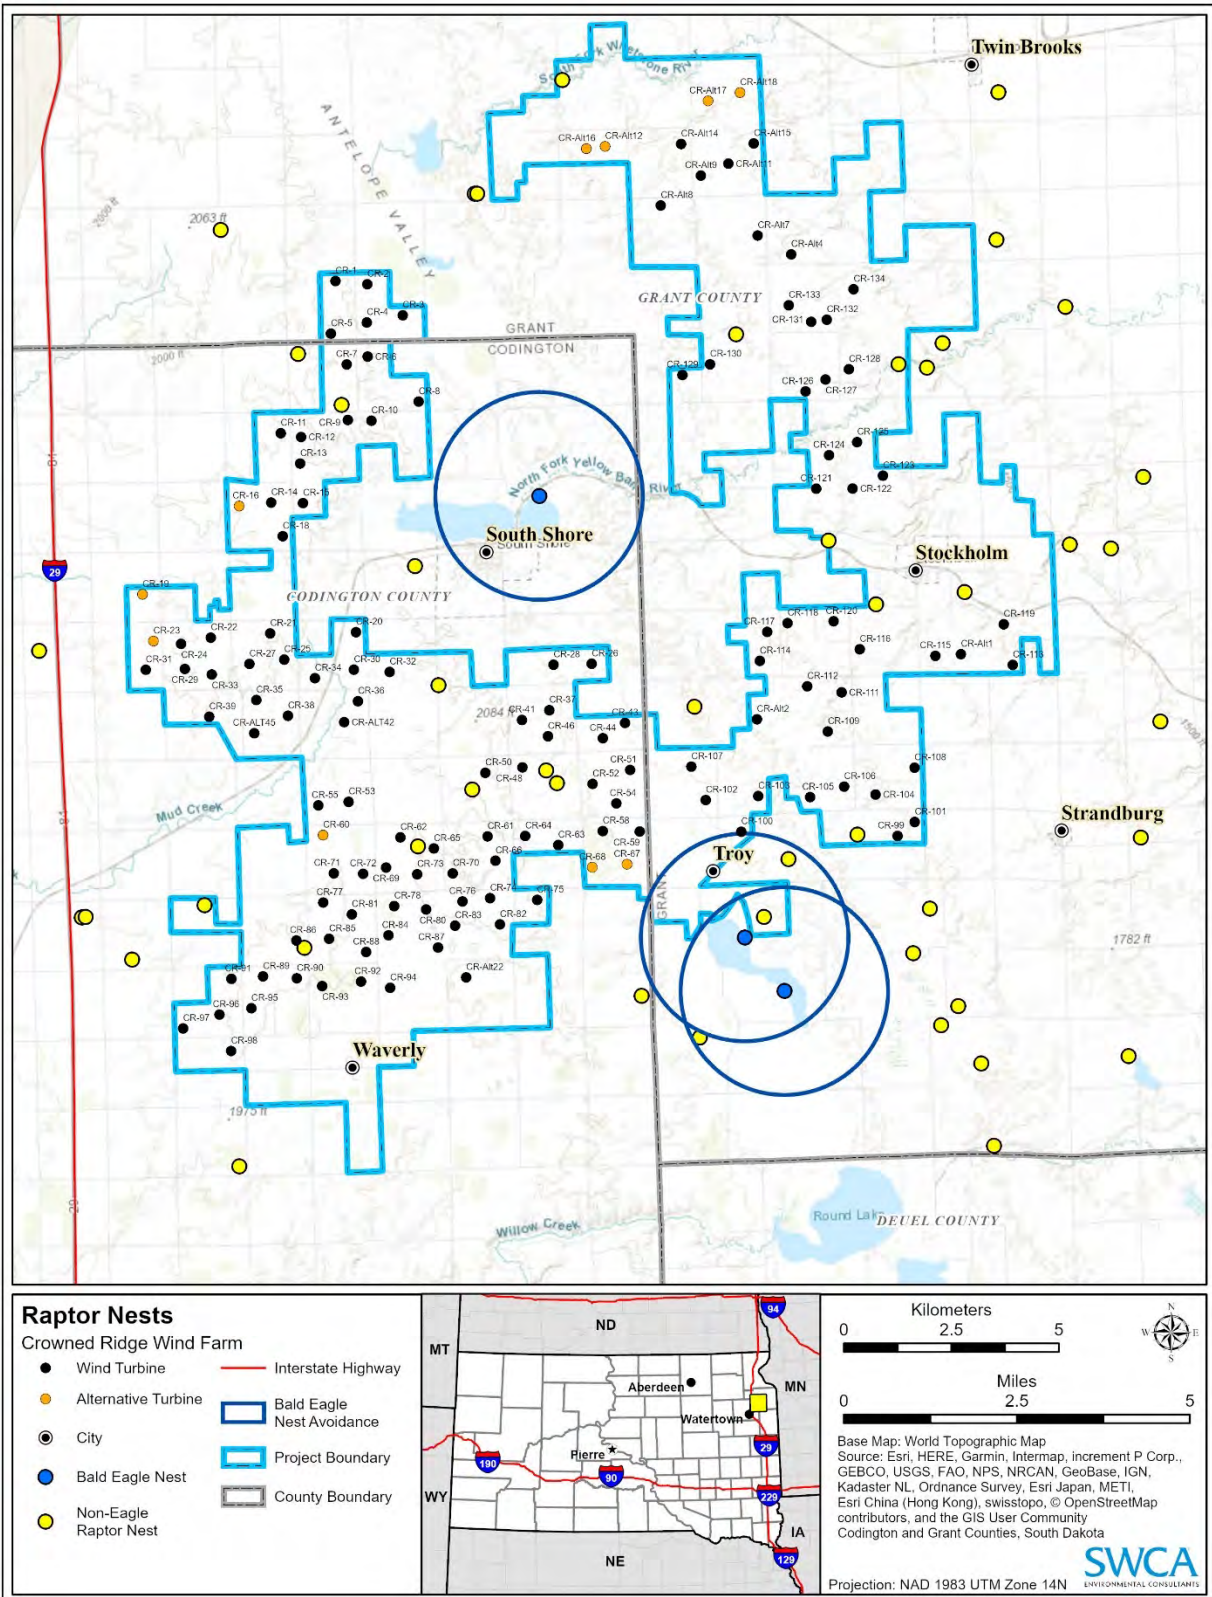 Twin Brooks
South Fork Whetstone River
CR-Alt18
CR-Alt17
CR-Alt16
CR-Alt12
CR-Alt14
CR-Alt15
CR-Alt9
CR-Alt11
CR-Alt8
ANTELOPE VALLEY
2000 ft
2063 ft
CR-Alt7
CR-Alt4
CR-1
CR-2
CR-134
GRANT COUNTY
CR-133
CR-3
CR-4
CR-5
CR-131
CR-132
GRANT
CODINGTON
2000 ft
CR-7
CR-6
CR-129
CR-130
CR-128
CR-126
CR-127
CR-8
CR-9
CR-10
CR-11
CR-12
CR-13
CR-125
CR-124
81
North Fork Yellow Bank River
CR-123
CR-121
CR-122
CR-16
CR-14
CR-15
CR-18
South Shore
South Shore
Stockholm
29
CR-19
CODINGTON COUNTY
CR-23
CR-22
CR-21
CR-20
CR-117
CR-118
CR-120
CR-119
CR-31
CR-24
CR-29
CR-33
CR-27
CR-25
CR-34
CR-30
CR-32
CR-28
CR-26
CR-114
CR-116
CR-115
CR-Alt1
CR-113
CR-35
CR-36
CR-112
CR-111
CR-39
CR-38
CR-ALT45
CR-ALT42
2084 ft
CR-41
CR-37
CR-46
CR-44
CR-43
CR-Alt2
CR-109
1500 ft
CR-50
CR-48
CR-51
CR-52
CR-54
CR-107
CR-108
CR-102
CR-103
CR-105
CR-106
CR-104
Mud Creek
CR-55
CR-53
CR-60
CR-62
CR-65
CR-61
CR-64
CR-63
CR-58
CR-59
CR-100
CR-99
CR-101
Strandburg
81
CR-66
CR-68
CR-67
Troy
CR-71
CR-72
CR-69
CR-73
CR-70
CR-77
CR-81
CR-78
CR-80
CR-76
CR-74
CR-75
GRANT
CR-86
CR-85
CR-84
CR-83
CR-82
CR-88
CR-87
1782 ft
CR-91
CR-89
CR-90
CR-93
CR-92
CR-94
CR-Alt22
CR-97
CR-96
CR-95
CR-98
Waverly
1975 ft
29
Willow Creek
Round Lake
DEUEL COUNTY
Raptor Nests
Crowned Ridge Wind Farm
Wind Turbine
Alternative Turbine
City
Bald Eagle Nest
Non-Eagle
Raptor Nest
Interstate Highway
Bald Eagle
Nest Avoidance
Project Boundary
County Boundary
94
ND
MT
MN
Aberdeen
Watertown
Pierre
29
190
90
229
WY
IA
NE
129
Kilometers
0 2.5 5
Miles
0 2.5 5
N
W E
S
Base Map: World Topographic Map
Source: Esri, HERE, Garmin, Intermap, increment P Corp.,
GEBCO, USGS, FAO, NPS, NRCAN, GeoBase, IGN,
Kadaster NL, Ordnance Survey, Esri Japan, METI,
Esri China (Hong Kong), swisstopo, © OpenStreetMap
contributors, and the GIS User Community
Codington and Grant Counties, South Dakota
SWCA
ENVIRONMENTAL CONSULTANTS
Projection: NAD 1983 UTM Zone 14N